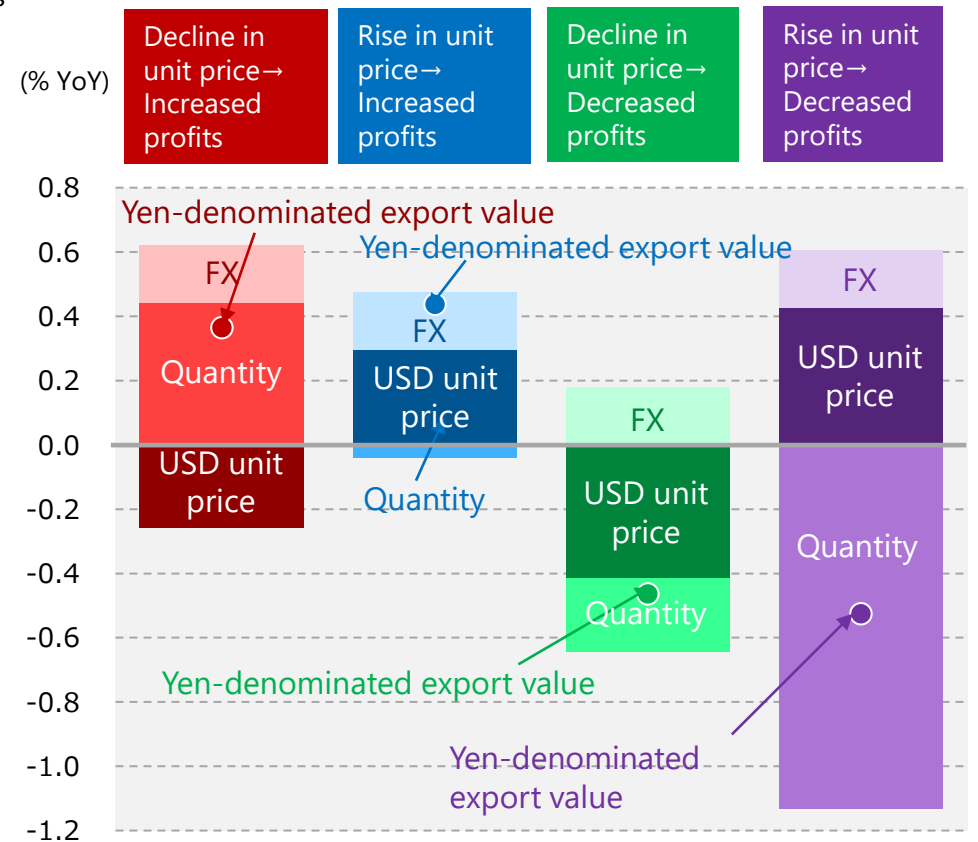 Decline in
unit price→
Increased
profits
Rise in unit
price→
Increased
profits
Decline in
unit price→
Decreased
profits
Rise in unit
price→
Decreased
profits
(% YoY)
0.8
0.6
0.4
0.2
0.0
-0.2
-0.4
-0.6
-0.8
-1.0
-1.2
Yen-denominated export value
FX
Quantity
USD unit
price
Yen-denominated export value
FX
USD unit
price
Quantity
FX
USD unit
price
Quantity
Yen-denominated export value
FX
USD unit
price
Quantity
Yen-denominated
export value